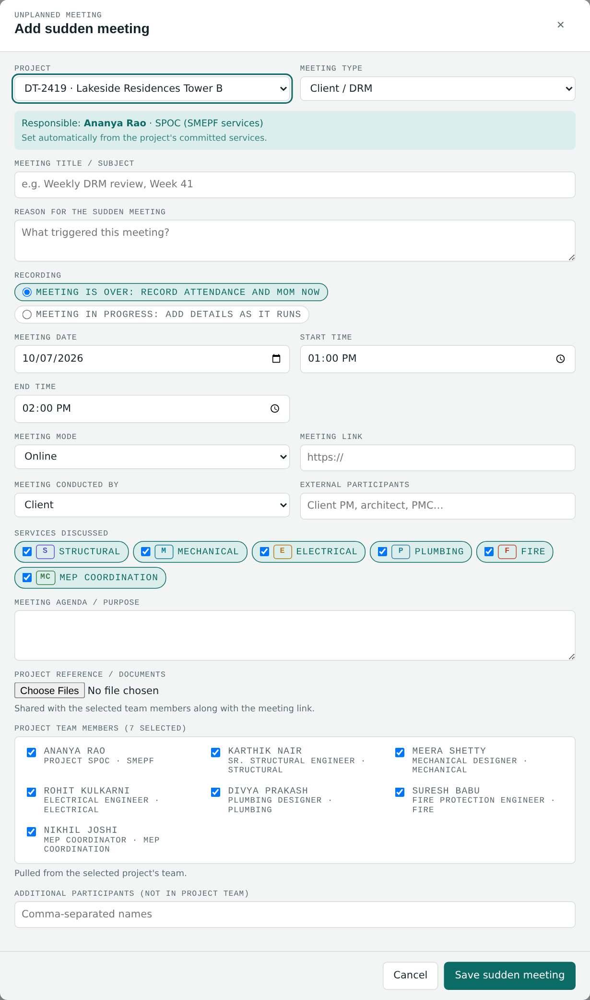 UNPLANNED MEETING
Add sudden meeting
×
PROJECT
MEETING TYPE
DT-2419 · Lakeside Residences Tower B
Client / DRM
Responsible: Ananya Rao · SPOC (SMEPF services)
Set automatically from the project's committed services.
MEETING TITLE / SUBJECT
e.g. Weekly DRM review, Week 41
REASON FOR THE SUDDEN MEETING
What triggered this meeting?
RECORDING
MEETING IS OVER: RECORD ATTENDANCE AND MOM NOW
MEETING IN PROGRESS: ADD DETAILS AS IT RUNS
MEETING DATE
START TIME
10/07/2026
01:00 PM
END TIME
02:00 PM
MEETING MODE
MEETING LINK
Online
https://
MEETING CONDUCTED BY
EXTERNAL PARTICIPANTS
Client
Client PM, architect, PMC...
SERVICES DISCUSSED
S STRUCTURAL
M MECHANICAL
E ELECTRICAL
P PLUMBING
F FIRE
MC MEP COORDINATION
MEETING AGENDA / PURPOSE
PROJECT REFERENCE / DOCUMENTS
Choose Files No file chosen
Shared with the selected team members along with the meeting link.
PROJECT TEAM MEMBERS (7 SELECTED)
ANANYA RAO
PROJECT SPOC · SMEPF
KARTHIK NAIR
SR. STRUCTURAL ENGINEER ·
STRUCTURAL
MEERA SHETTY
MECHANICAL DESIGNER ·
MECHANICAL
ROHIT KULKARNI
ELECTRICAL ENGINEER ·
ELECTRICAL
DIVYA PRAKASH
PLUMBING DESIGNER ·
PLUMBING
SURESH BABU
FIRE PROTECTION ENGINEER ·
FIRE
NIKHIL JOSHI
MEP COORDINATOR · MEP
COORDINATION
Pulled from the selected project's team.
ADDITIONAL PARTICIPANTS (NOT IN PROJECT TEAM)
Comma-separated names
Cancel
Save sudden meeting